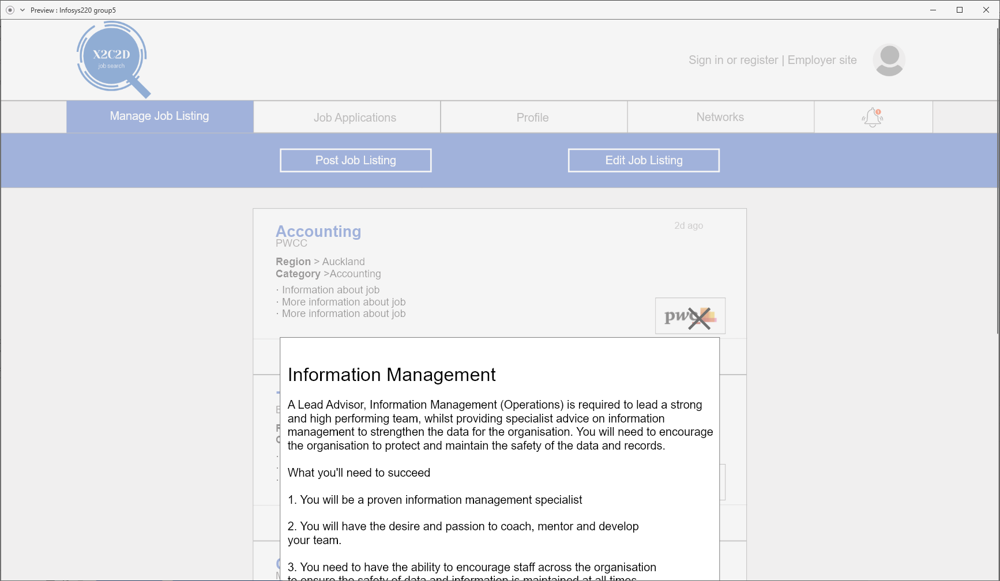 Preview : Infosys220 group5
X2C2D
job search
Sign in or register | Employer site
Manage Job Listing
Job Applications
Profile
Networks
1
Post Job Listing
Edit Job Listing
Accounting
2d ago
PWCC
Region > Auckland
Category >Accounting
· Information about job
· More information about job
· More information about job
pwc
Information Management
A Lead Advisor, Information Management (Operations) is required to lead a strong
and high performing team, whilst providing specialist advice on information
management to strengthen the data for the organisation. You will need to encourage
the organisation to protect and maintain the safety of the data and records.
What you'll need to succeed
1. You will be a proven information management specialist
2. You will have the desire and passion to coach, mentor and develop
your team.
3. You need to have the ability to encourage staff across the organisation
to ensure the safety of data and information is maintained at all times.